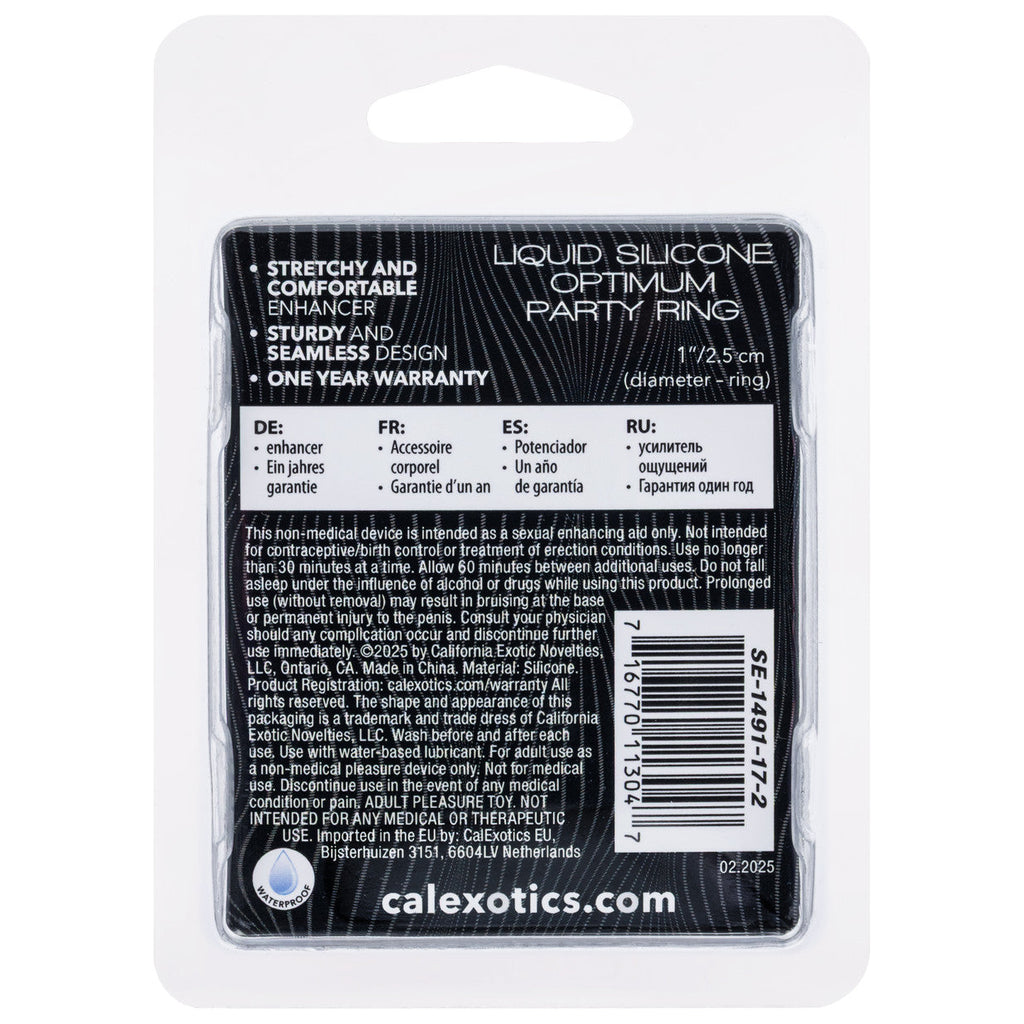 • STRETCHY AND
COMFORTABLE
ENHANCER
• STURDY AND
SEAMLESS DESIGN
• ONE YEAR WARRANTY
LIQUID SILICONE
OPTIMUM
PARTY RING
1"/2.5 cm
(diameter - ring)
DE:
• enhancer
• Ein jahres
garantie
FR:
• Accessoire
corporel
• Garantie d'un an
ES:
• Potenciador
• Un año
de garantía
RU:
• усилитель
ощущений
• Гарантия один год
This non-medical device is intended as a sexual enhancing aid only. Not intended
for contraceptive/birth control or treatment of erection conditions. Use no longer
than 30 minutes at a time. Allow 60 minutes between additional uses. Do not fall
asleep under the influence of alcohol or drugs while using this product. Prolonged
use (without removal) may result in bruising at the base
or permanent injury to the penis. Consult your physician
should any complication occur and discontinue further
use immediately. ©2025 by California Exotic Novelties,
LLC, Ontario, CA. Made in China. Material: Silicone.
Product Registration: calexotics.com/warranty All
rights reserved. The shape and appearance of this
packaging is a trademark and trade dress of California
Exotic Novelties, LLC. Wash before and after each
use. Use with water-based lubricant. For adult use as
a non-medical pleasure device only. Not for medical
use. Discontinue use in the event of any medical
condition or pain. ADULT PLEASURE TOY. NOT
INTENDED FOR ANY MEDICAL OR THERAPEUTIC
USE. Imported in the EU by: CalExotics EU,
Bijsterhuizen 3151, 6604LV Netherlands
7 16770 11304 7
SE-1491-17-2
02.2025
WATERPROOF
calexotics.com